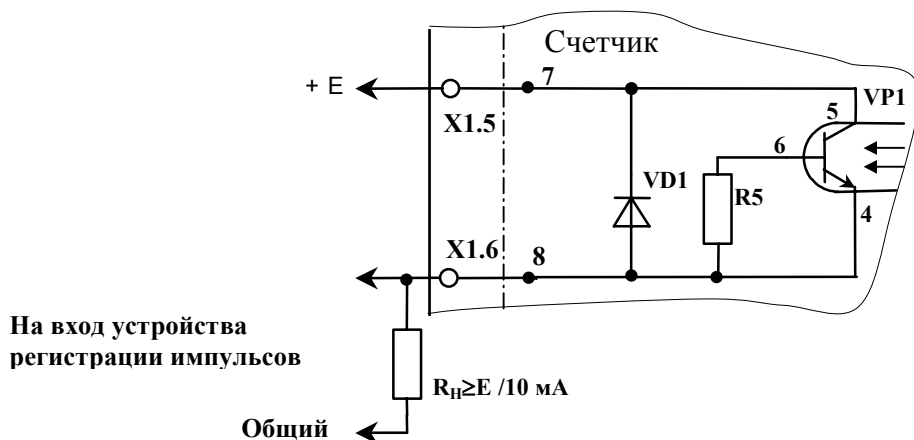 Счетчик
+ E
7
VP1
5
X1.5
6
VD1
R5
4
X1.6
8
На вход устройства
регистрации импульсов
RН≥E /10 мА
Общий